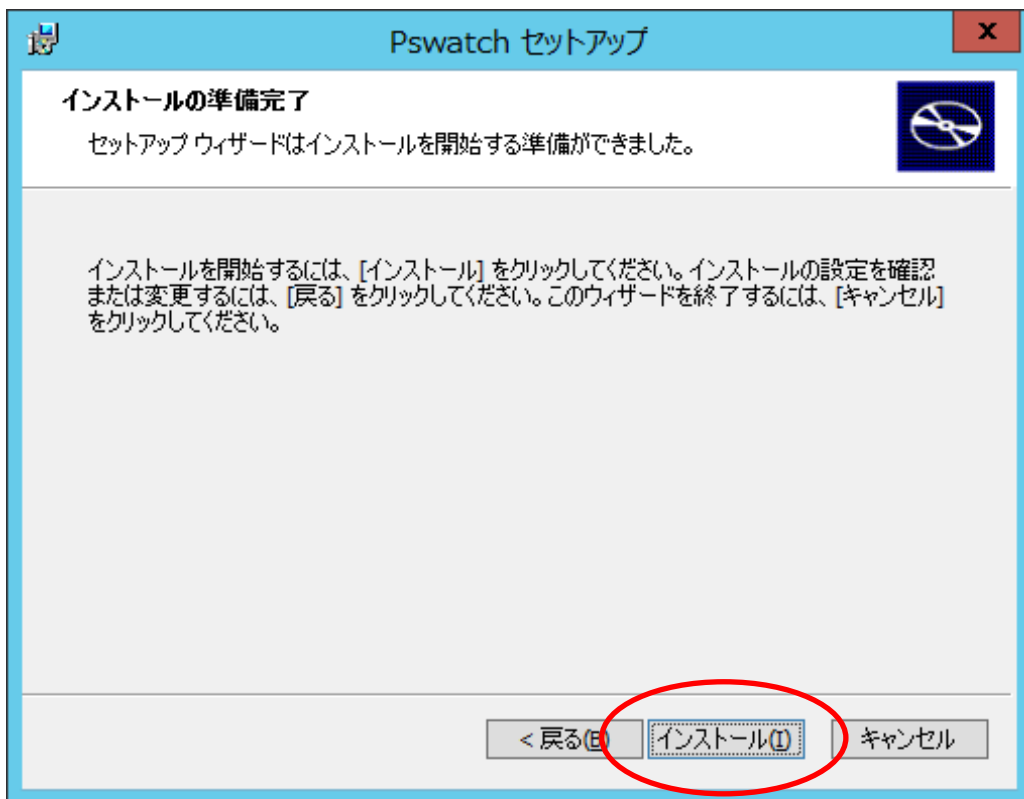 Pswatch セットアップ
x
インストールの準備完了
セットアップ ウィザードはインストールを開始する準備ができました。
インストールを開始するには、[インストール] をクリックしてください。インストールの設定を確認
または変更するには、[戻る] をクリックしてください。このウィザードを終了するには、[キャンセル]
をクリックしてください。
< 戻る(B)
インストール(I)
キャンセル